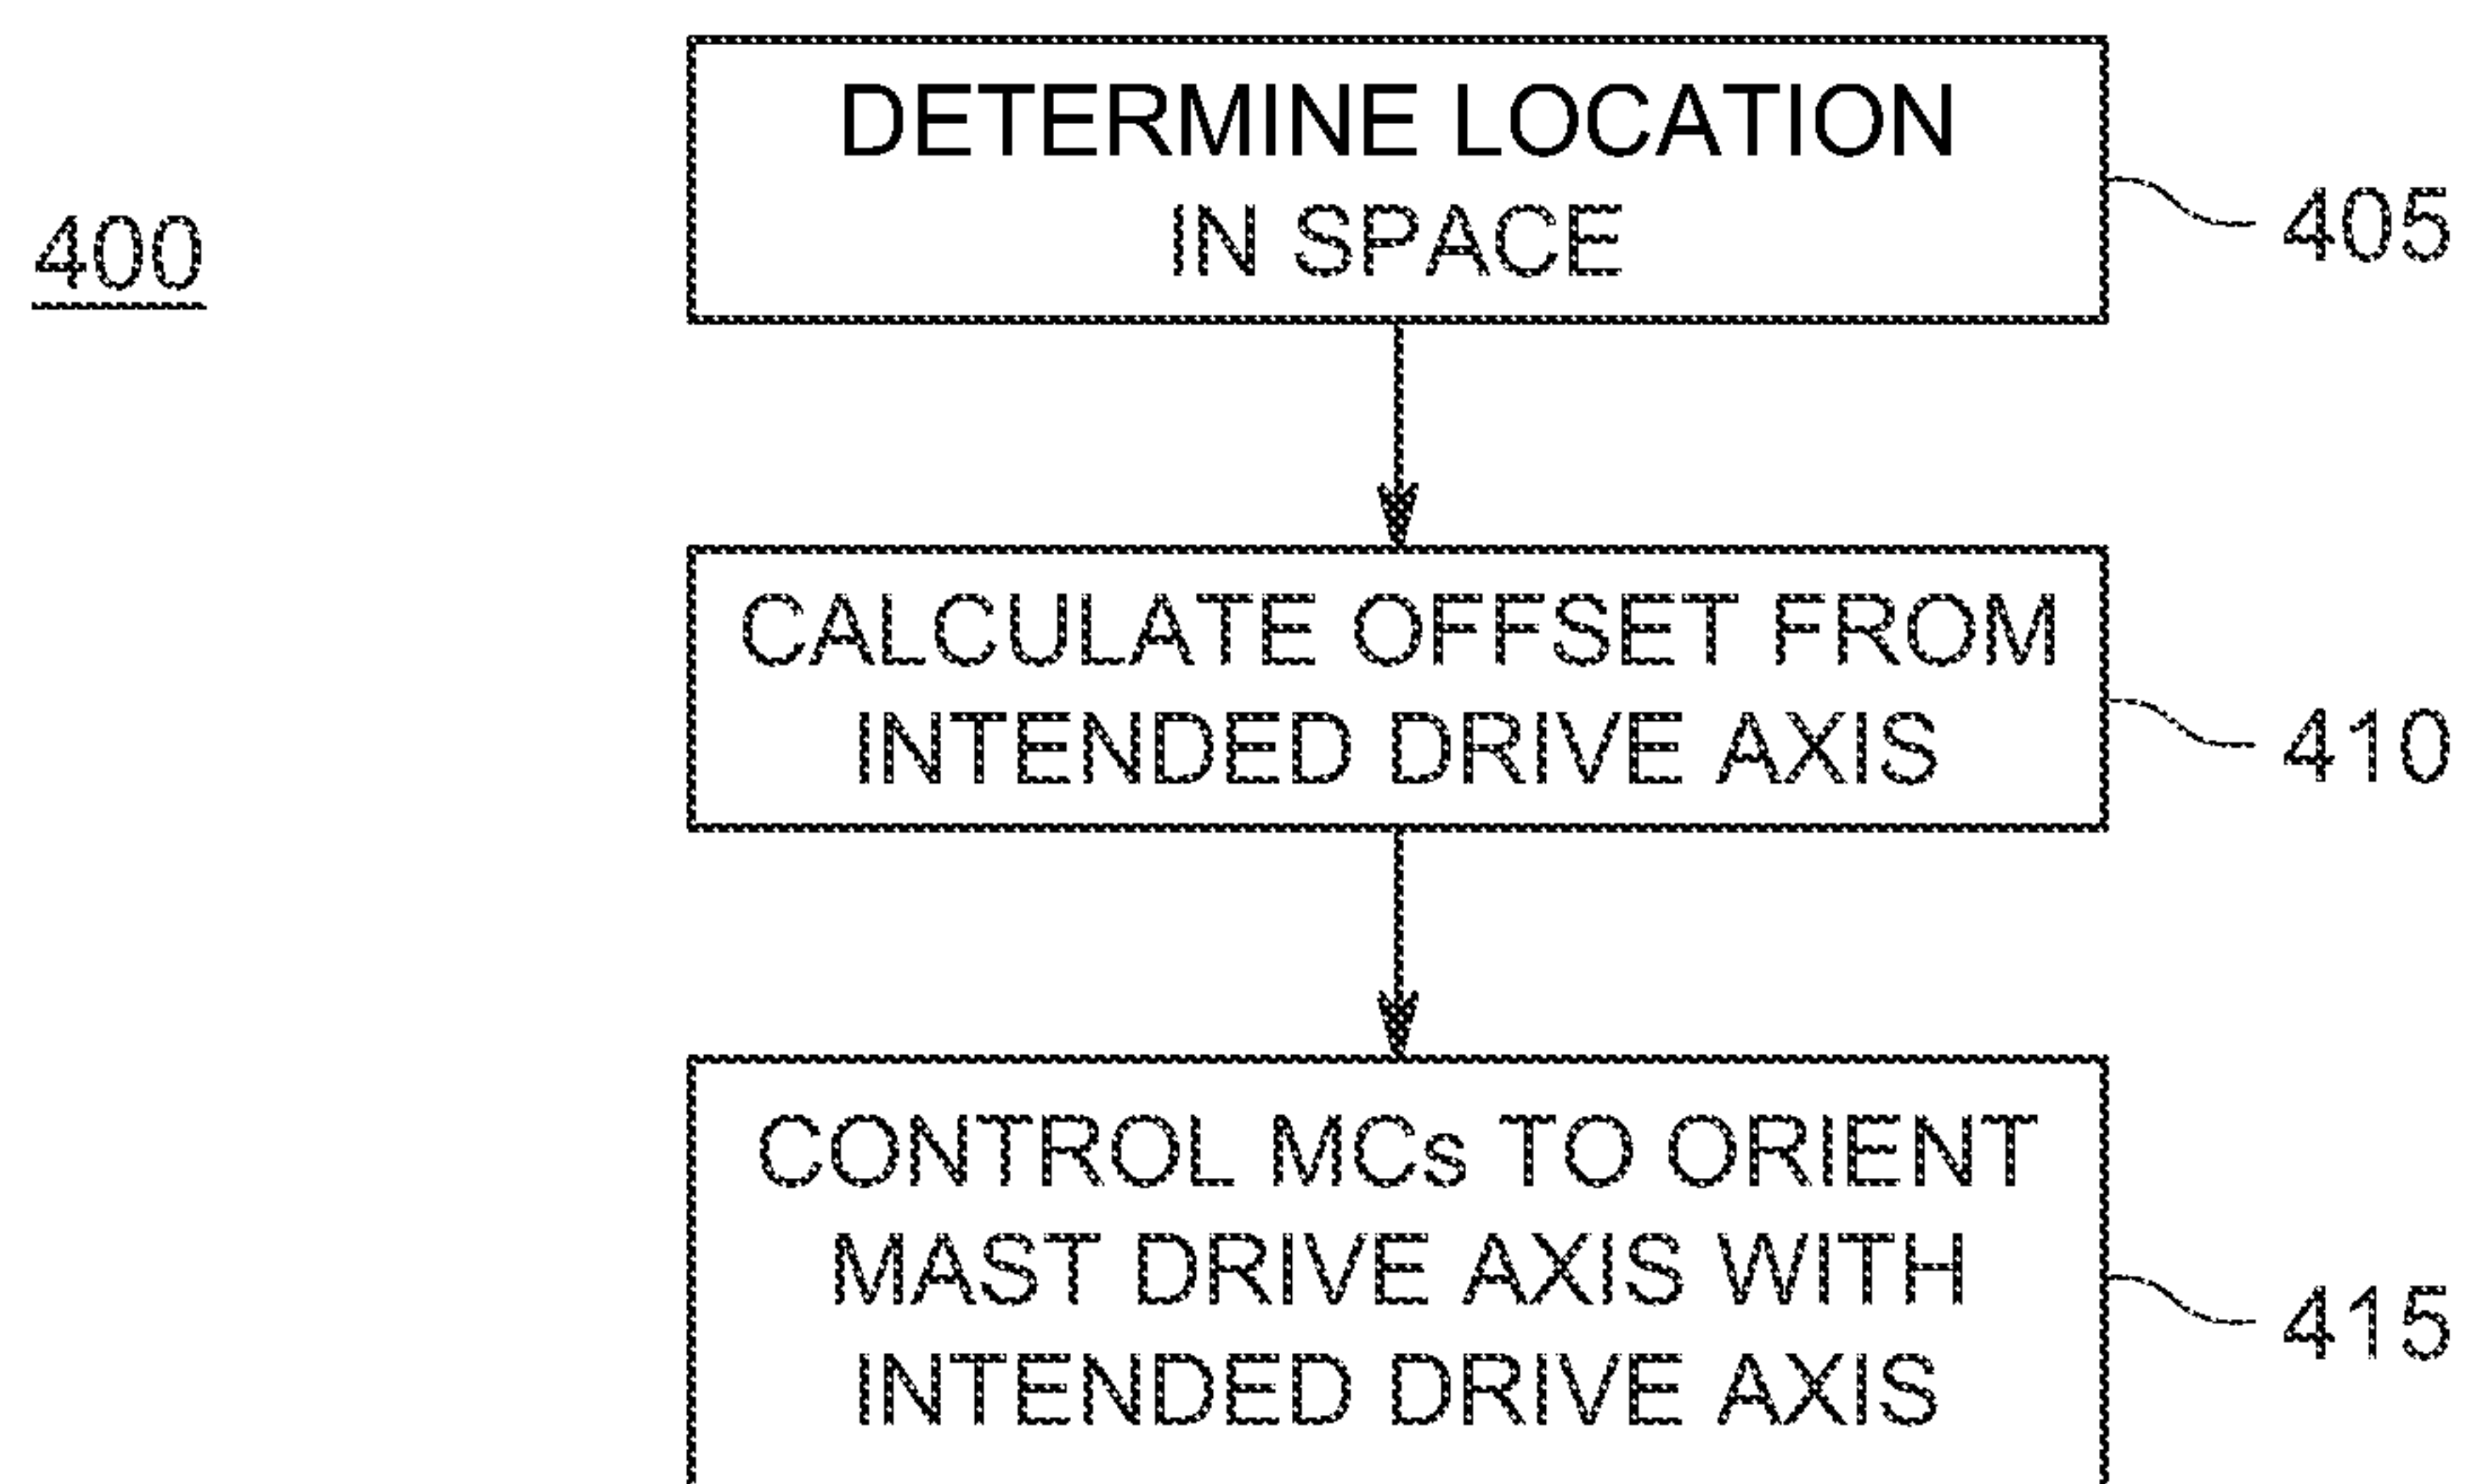 400
DETERMINE LOCATION
IN SPACE
405
CALCULATE OFFSET FROM
INTENDED DRIVE AXIS
410
CONTROL MCs TO ORIENT
MAST DRIVE AXIS WITH
INTENDED DRIVE AXIS
415